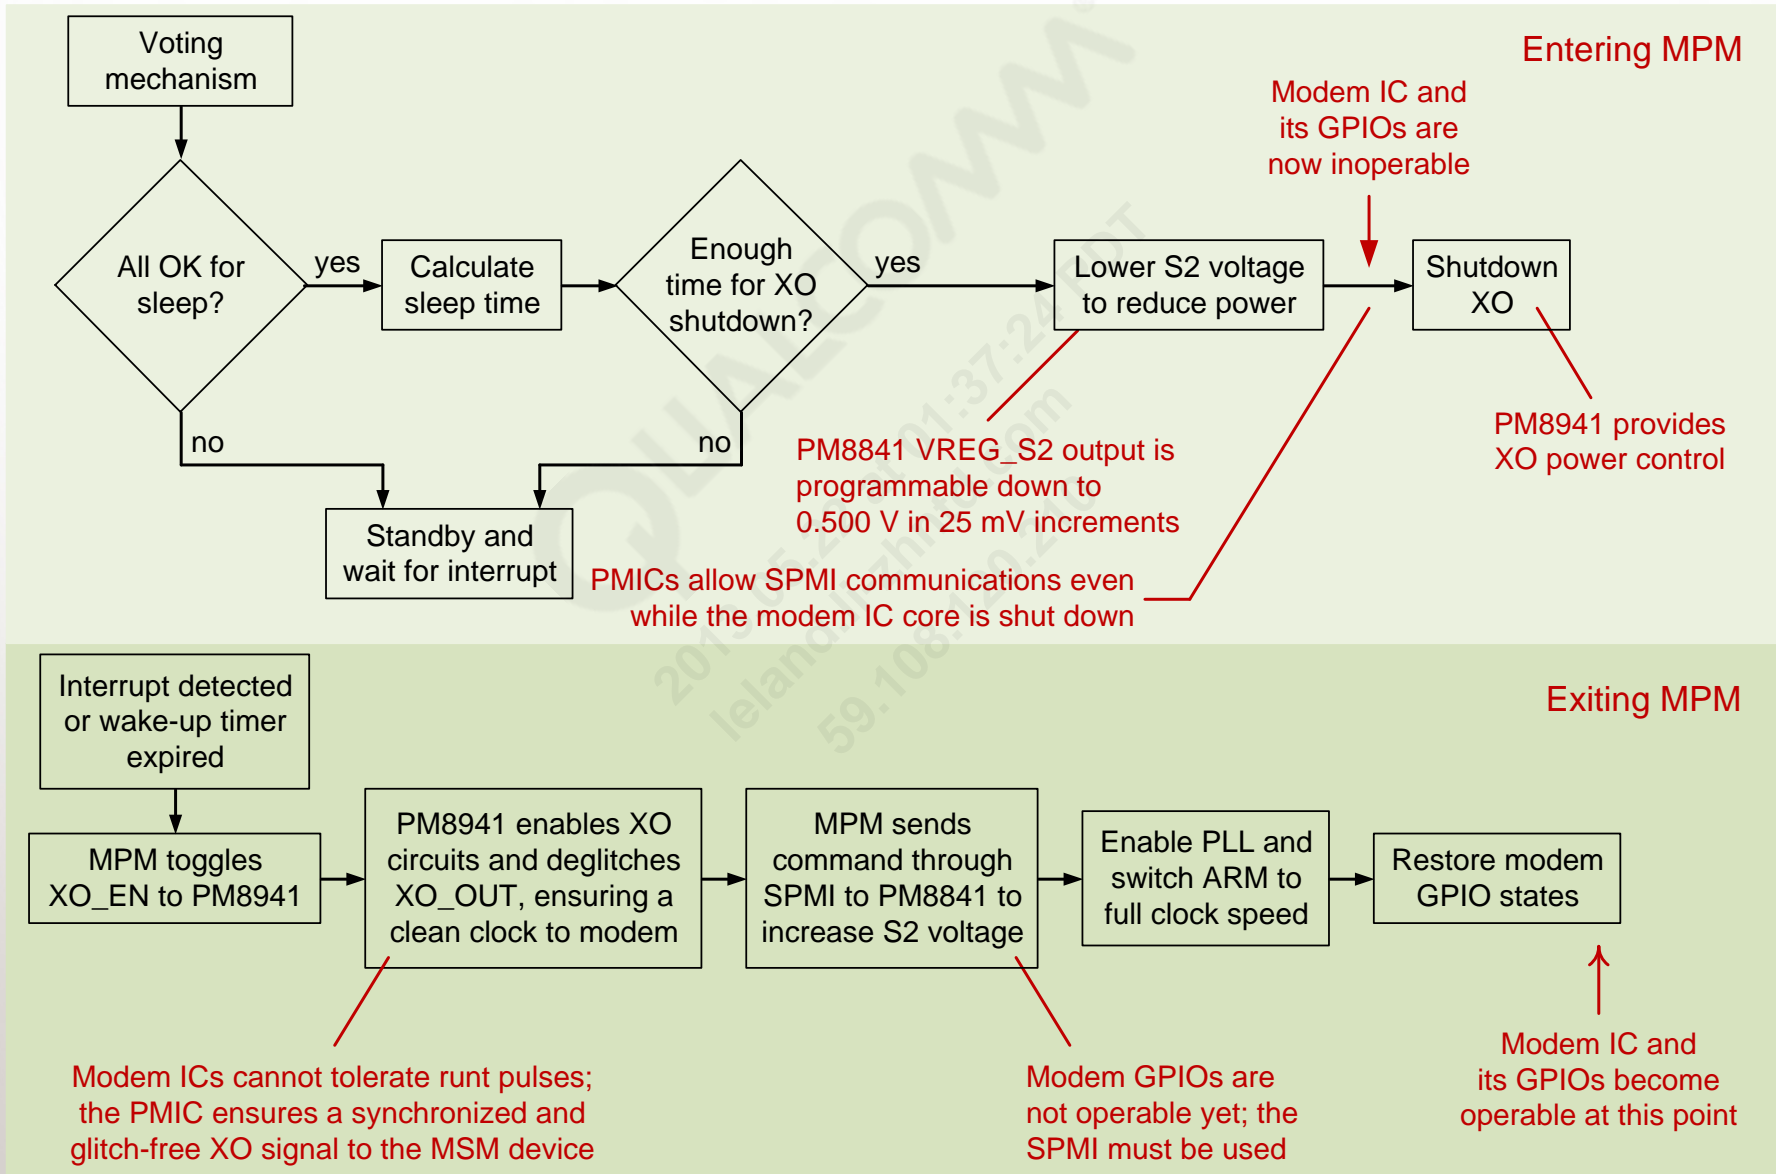 Entering MPM
Voting
mechanism
All OK for
sleep?
yes
no
Calculate
sleep time
Enough
time for XO
shutdown?
yes
no
Standby and
wait for interrupt
Lower S2 voltage
to reduce power
Modem IC and
its GPIOs are
now inoperable
Shutdown
XO
PM8841 VREG_S2 output is
programmable down to
0.500 V in 25 mV increments
PM8941 provides
XO power control
PMICs allow SPMI communications even
while the modem IC core is shut down
QUALCOMM
59.108.120.210
Exiting MPM
Interrupt detected
or wake-up timer
expired
MPM toggles
XO_EN to PM8941
PM8941 enables XO
circuits and deglitches
XO_OUT, ensuring a
clean clock to modem
MPM sends
command through
SPMI to PM8841 to
increase S2 voltage
Enable PLL and
switch ARM to
full clock speed
Restore modem
GPIO states
Modem ICs cannot tolerate runt pulses;
the PMIC ensures a synchronized and
glitch-free XO signal to the MSM device
Modem GPIOs are
not operable yet; the
SPMI must be used
Modem IC and
its GPIOs become
operable at this point